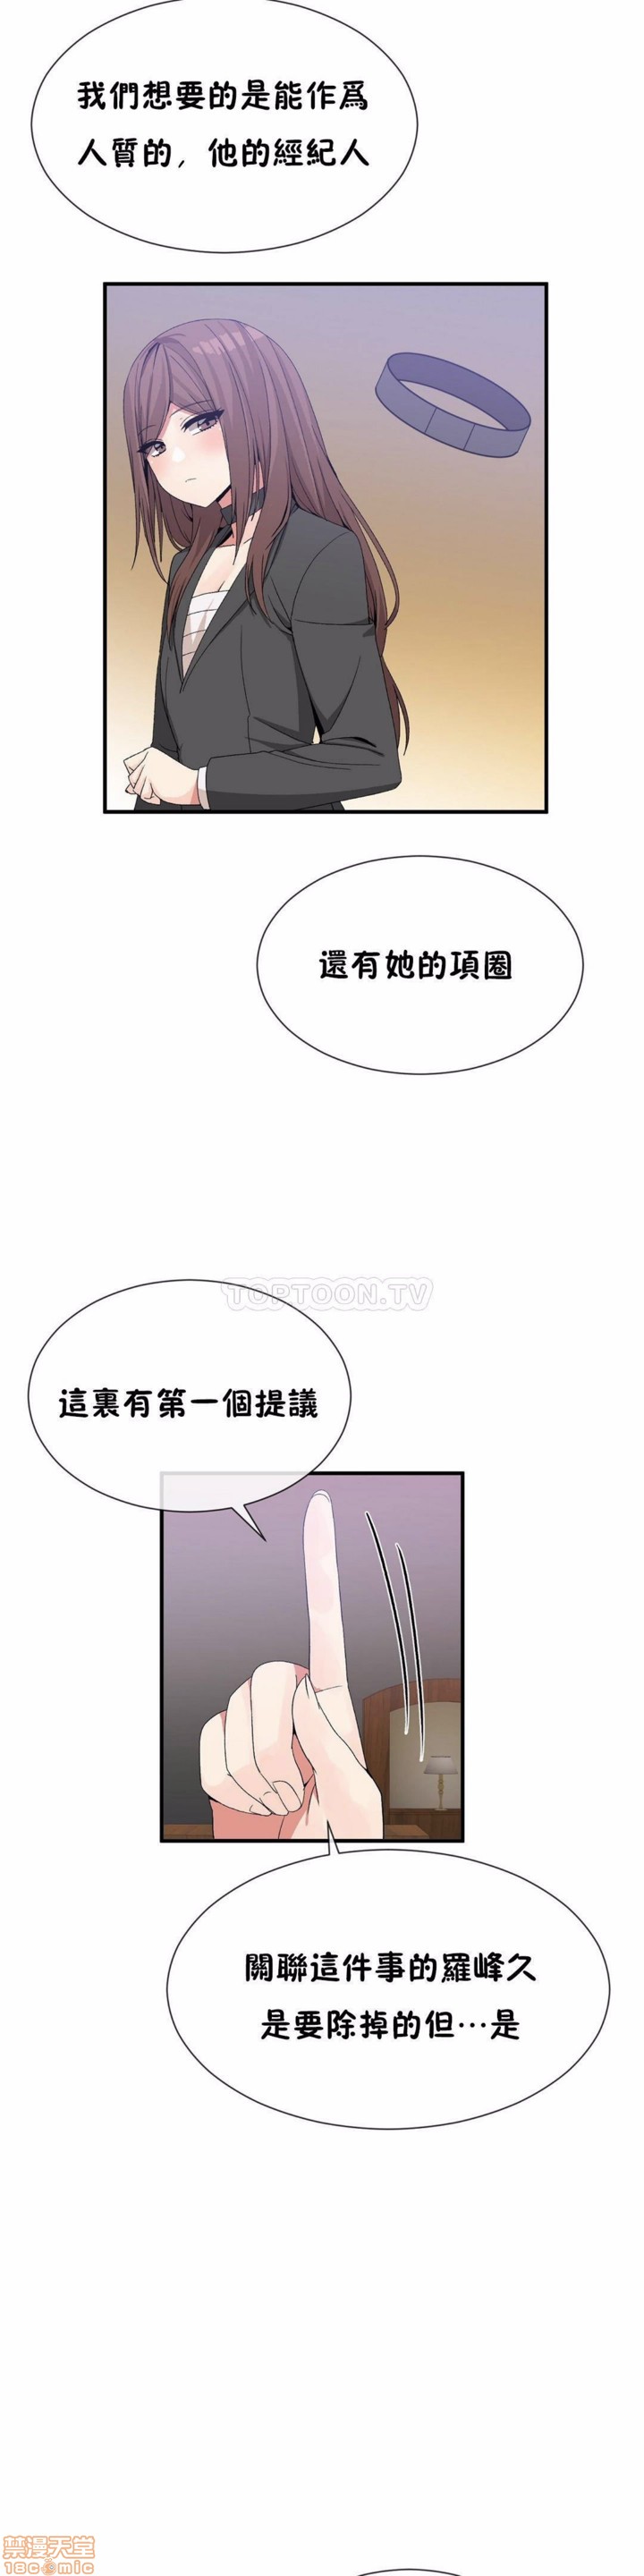 我們想要的是能作爲
人質的，他的經紀人
還有她的項圈
TOPTOON.TV
這裏有第一個提議
關聯這件事的羅峰久
是要除掉的但⋯是
禁漫天堂
18comic